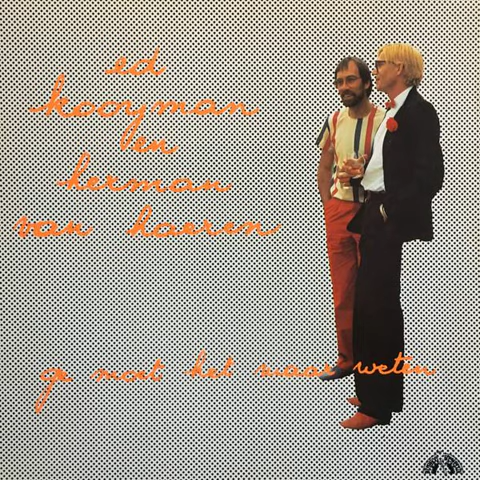 ed
kooyman
en
herman
van haeren
ge moet het maar weten